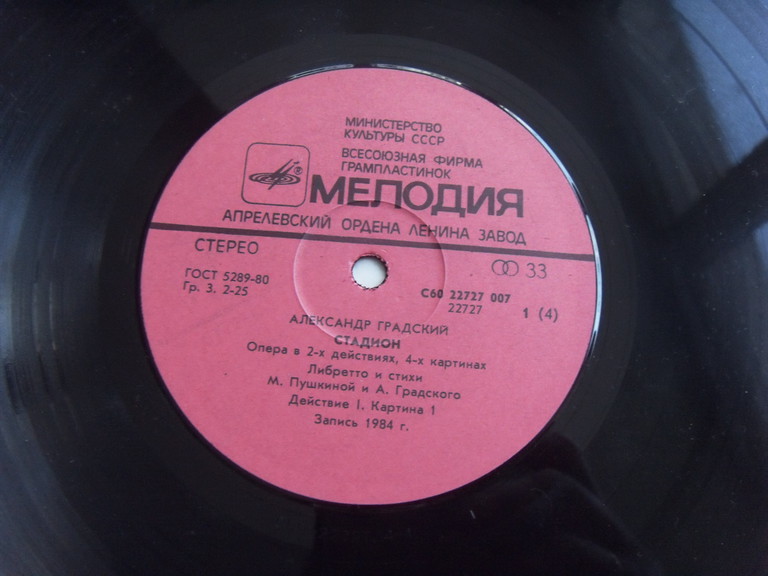 МИНИСТЕРСТВО
КУЛЬТУРЫ СССР
ВСЕСОЮЗНАЯ ФИРМА
ГРАМПЛАСТИНОК
МЕЛОДИЯ
АПРЕЛЕВСКИЙ ОРДЕНА ЛЕНИНА ЗАВОД
СТЕРЕО
33
ГОСТ 5289-80
Гр. 3. 2-25
С60 22727 007
22727
1 (4)
АЛЕКСАНДР ГРАДСКИЙ
СТАДИОН
Опера в 2-х действиях, 4-х картинах
Либретто и стихи
М. Пушкиной и А. Градского
Действие I. Картина 1
Запись 1984 г.